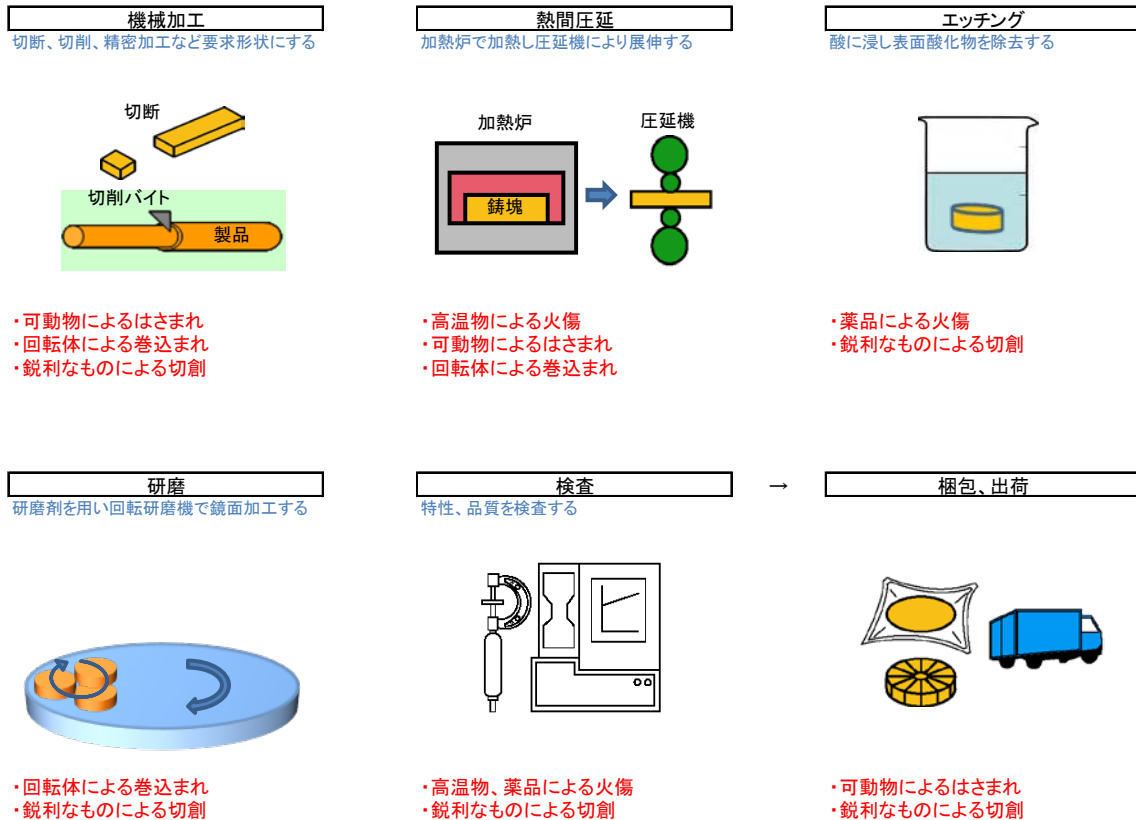 機械加工
切断、切削、精密加工など要求形状にする
切断
切削バイト
製品
・可動物によるはさまれ
・回転体による巻込まれ
・鋭利なものによる切創
熱間圧延
加熱炉で加熱し圧延機により展伸する
加熱炉
圧延機
鋳塊
・高温物による火傷
・可動物によるはさまれ
・回転体による巻込まれ
エッチング
酸に浸し表面酸化物を除去する
・薬品による火傷
・鋭利なものによる切創
研磨
研磨剤を用い回転研磨機で鏡面加工する
・回転体による巻込まれ
・鋭利なものによる切創
検査
特性、品質を検査する
・高温物、薬品による火傷
・鋭利なものによる切創
→
梱包、出荷
・可動物によるはさまれ
・鋭利なものによる切創